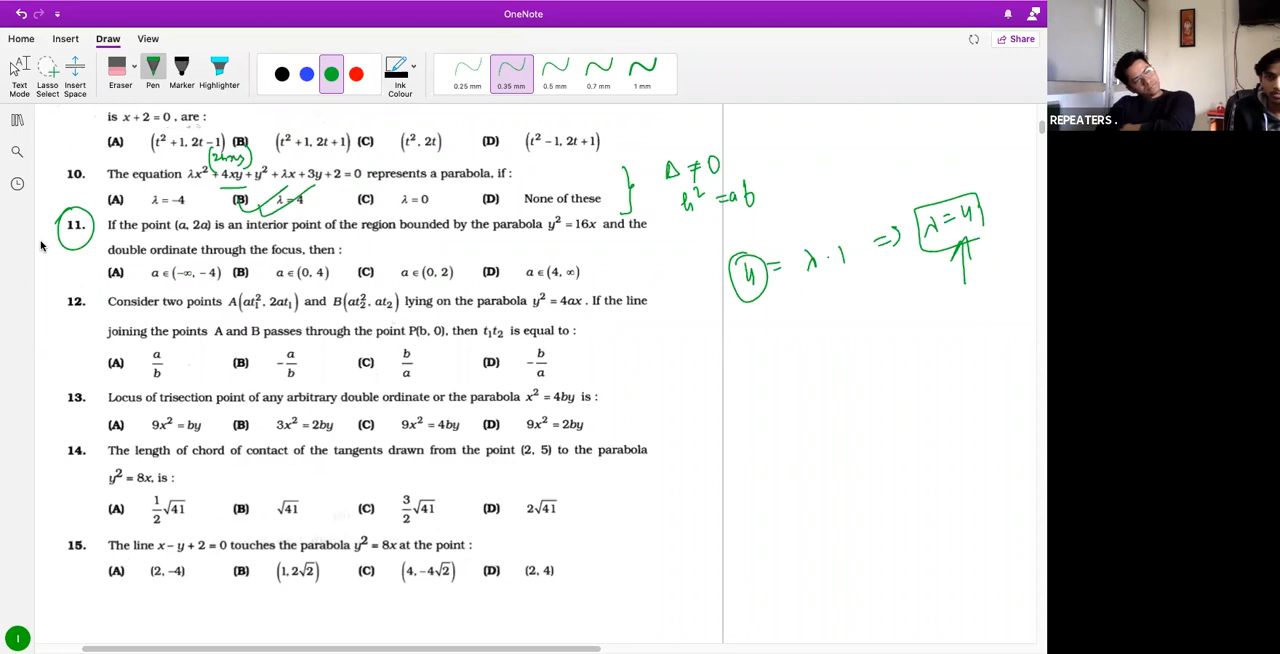 OneNote
Home Insert Draw View
Share
Text Mode
Lasso Select
Insert Space
Eraser
Pen
Marker
Highlighter
Ink Colour
0.25 mm
0.35 mm
0.5 mm
0.7 mm
1 mm
REPEATERS .
is x + 2 = 0 , are :
(A) (t² + 1, 2t − 1) (B) (t² + 1, 2t + 1) (C) (t², 2t) (D) (t² − 1, 2t + 1)
10. The equation λx² + 4xy + y² + λx + 3y + 2 = 0 represents a parabola, if :
(A) λ = −4 (B) λ = 4 (C) λ = 0 (D) None of these
Δ ≠ 0
h² = ab
4 = λ · 1 ⇒ λ = 4
11. If the point (a, 2a) is an interior point of the region bounded by the parabola y² = 16x and the
double ordinate through the focus, then :
(A) a ∈ (−∞, − 4) (B) a ∈ (0, 4) (C) a ∈ (0, 2) (D) a ∈ (4, ∞)
12. Consider two points A(at₁², 2at₁) and B(at₂², at₂) lying on the parabola y² = 4ax . If the line
joining the points A and B passes through the point P(b, 0), then t₁t₂ is equal to :
(A) a/b (B) −a/b (C) b/a (D) −b/a
13. Locus of trisection point of any arbitrary double ordinate or the parabola x² = 4by is :
(A) 9x² = by (B) 3x² = 2by (C) 9x² = 4by (D) 9x² = 2by
14. The length of chord of contact of the tangents drawn from the point (2, 5) to the parabola
y² = 8x, is :
(A) 1/2 √41 (B) √41 (C) 3/2 √41 (D) 2√41
15. The line x − y + 2 = 0 touches the parabola y² = 8x at the point :
(A) (2, −4) (B) (1, 2√2) (C) (4, −4√2) (D) (2, 4)
I